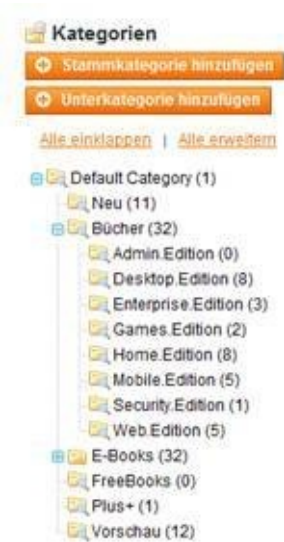 Kategorien
Stammkategorie hinzufügen
Unterkategorie hinzufügen
Alle einklappen | Alle erweitern
Default Category (1)
Neu (11)
Bücher (32)
Admin.Edition (0)
Desktop.Edition (8)
Enterprise.Edition (3)
Games.Edition (2)
Home.Edition (8)
Mobile.Edition (5)
Security.Edition (1)
Web.Edition (5)
E-Books (32)
FreeBooks (0)
Plus+ (1)
Vorschau (12)